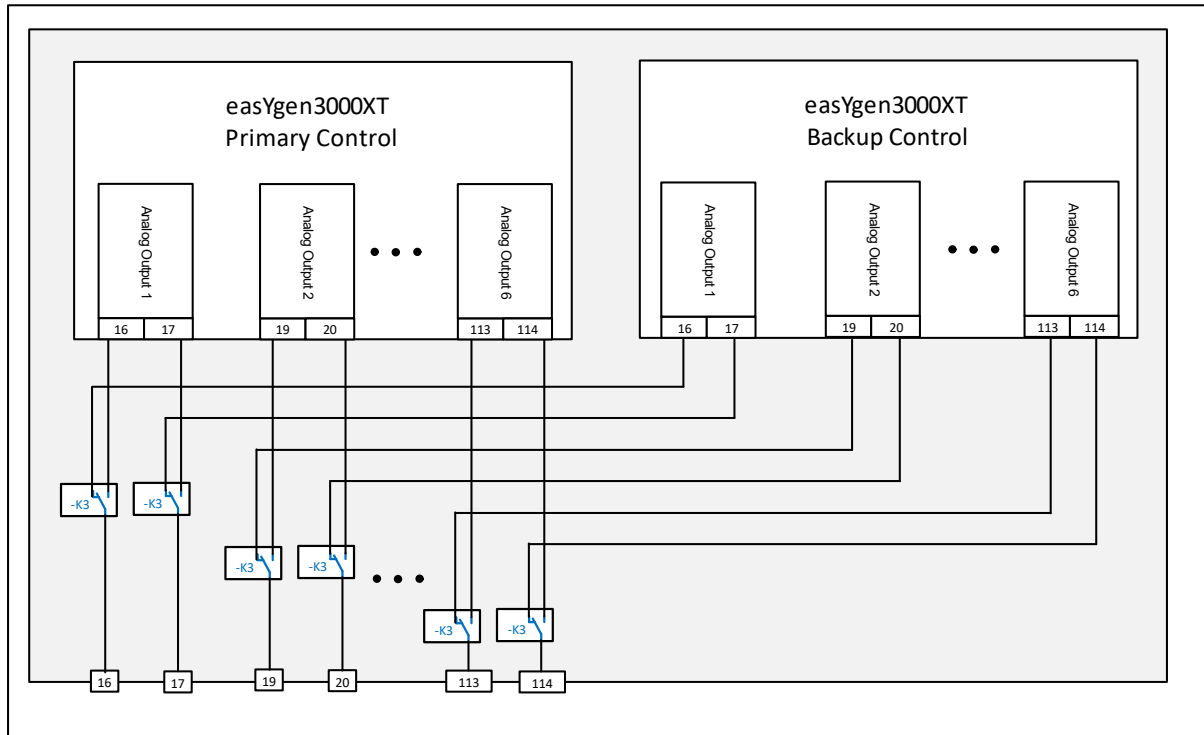 easYgen3000XT
Primary Control
easYgen3000XT
Backup Control
Analog Output 1
Analog Output 2
Analog Output 6
Analog Output 1
Analog Output 2
Analog Output 6
16 17 19 20 113 114
16 17 19 20 113 114
-K3 -K3
-K3 -K3
-K3 -K3
16 17 19 20 113 114